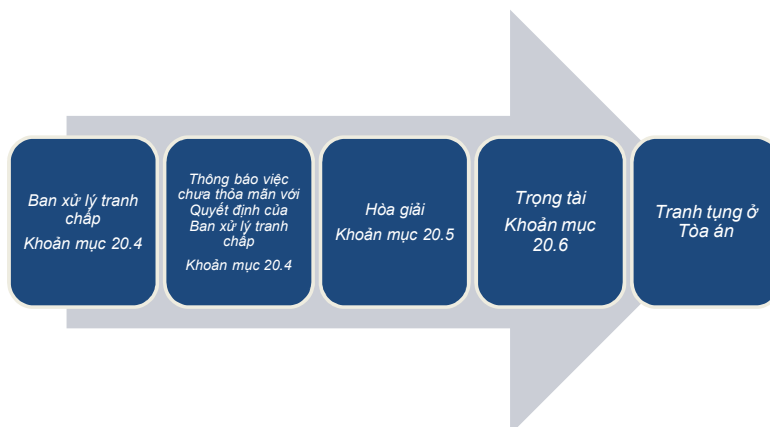 Ban xử lý tranh
chấp
Khoản mục 20.4
Thông báo việc
chưa thỏa mãn với
Quyết định của
Ban xử lý tranh
chấp
Khoản mục 20.4
Hòa giải
Khoản mục 20.5
Trọng tài
Khoản mục
20.6
Tranh tụng ở
Tòa án